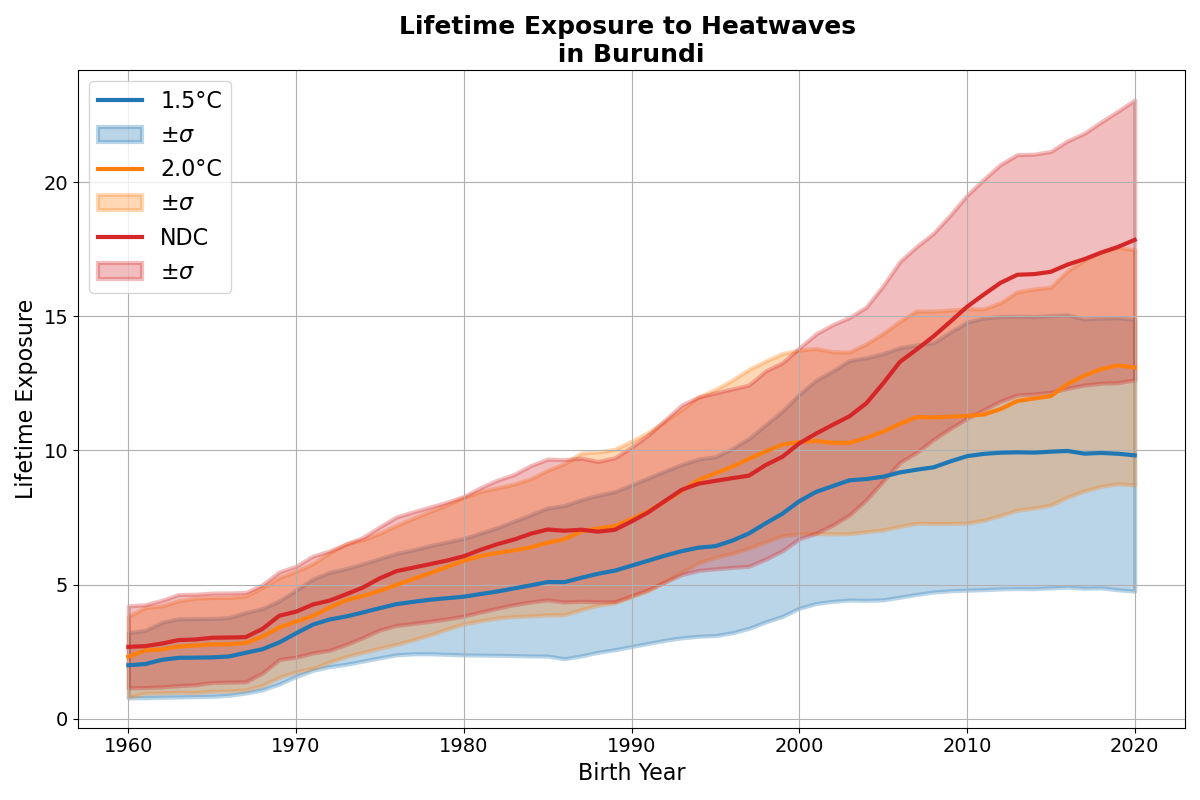 Lifetime Exposure to Heatwaves
in Burundi
1.5°C
±σ
2.0°C
±σ
NDC
±σ
Lifetime Exposure
20
15
10
5
0
1960 1970 1980 1990 2000 2010 2020
Birth Year